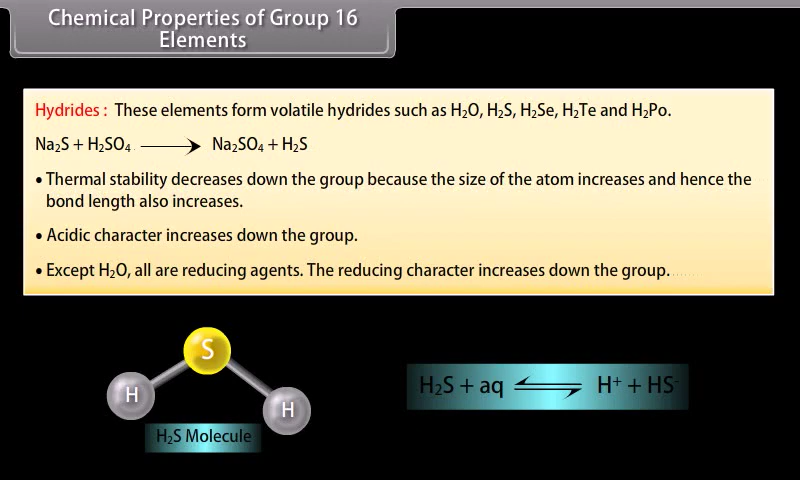 Chemical Properties of Group 16
Elements
Hydrides : These elements form volatile hydrides such as H₂O, H₂S, H₂Se, H₂Te and H₂Po.
Na₂S + H₂SO₄ ⟶ Na₂SO₄ + H₂S
• Thermal stability decreases down the group because the size of the atom increases and hence the
bond length also increases.
• Acidic character increases down the group.
• Except H₂O, all are reducing agents. The reducing character increases down the group.
S
H
H
H₂S Molecule
H₂S + aq ⇌ H⁺ + HS⁻